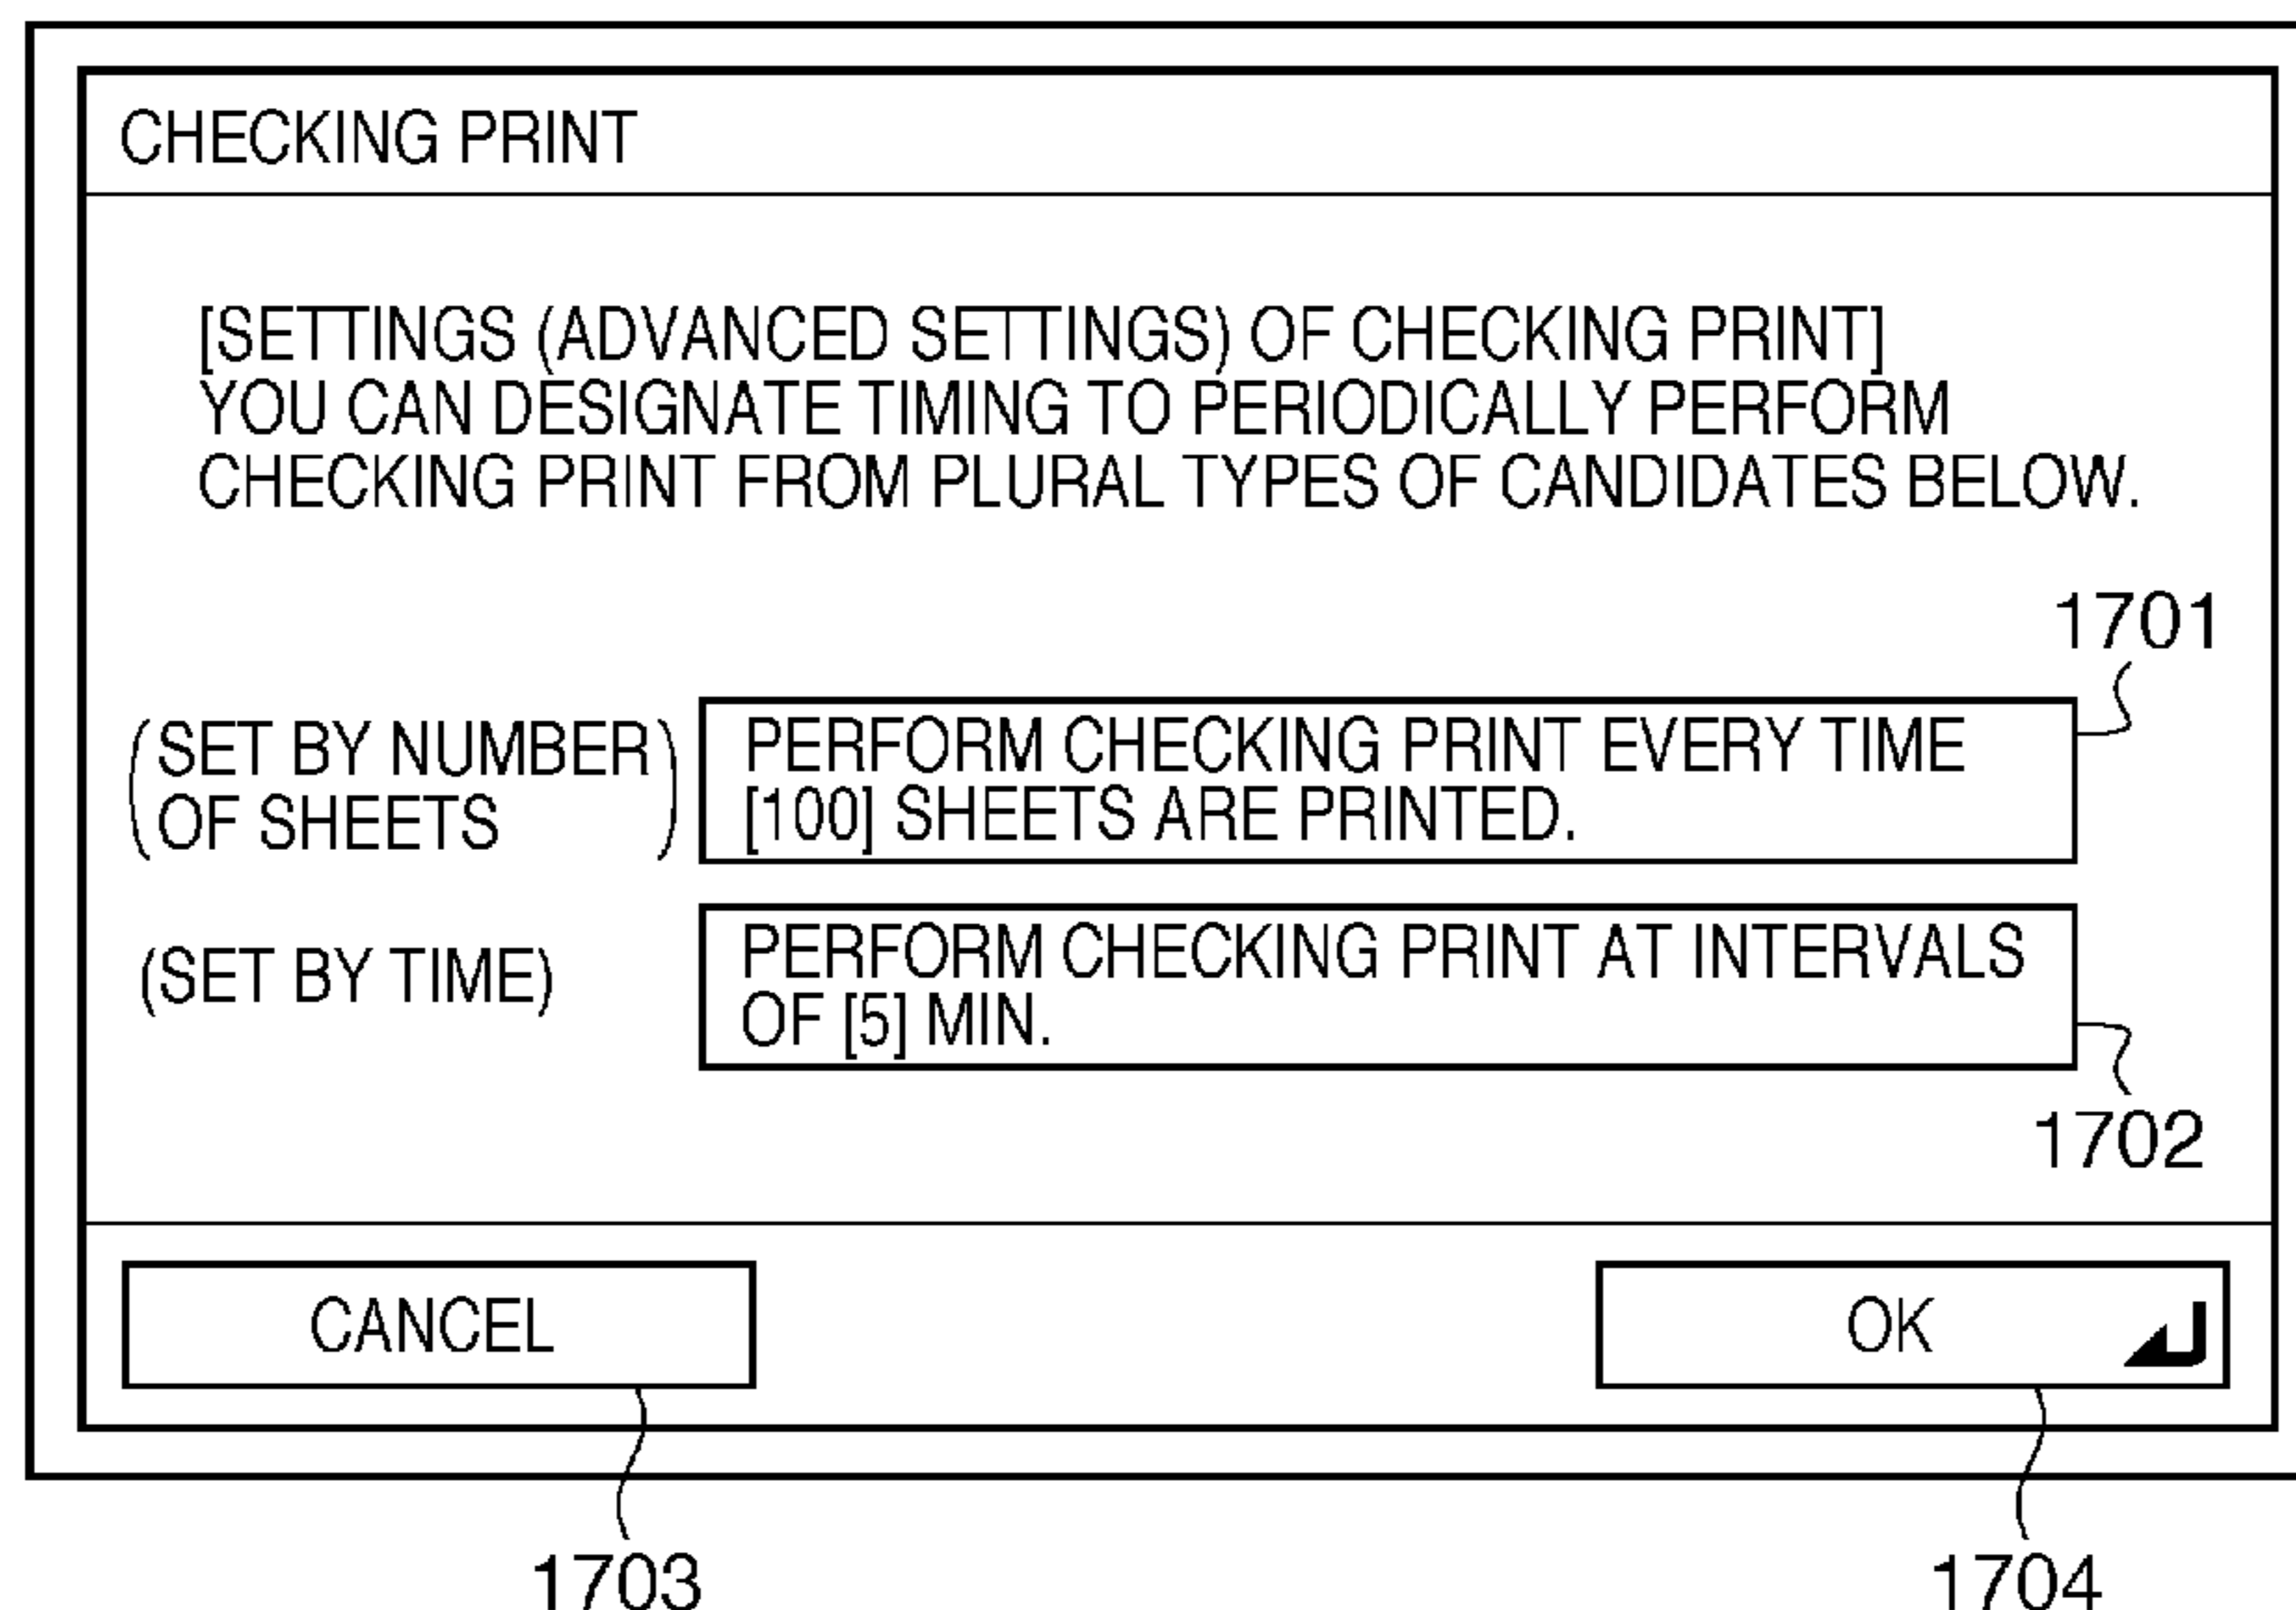 CHECKING PRINT
[SETTINGS (ADVANCED SETTINGS) OF CHECKING PRINT]
YOU CAN DESIGNATE TIMING TO PERIODICALLY PERFORM
CHECKING PRINT FROM PLURAL TYPES OF CANDIDATES BELOW.
1701
(SET BY NUMBER
OF SHEETS)
PERFORM CHECKING PRINT EVERY TIME
[100] SHEETS ARE PRINTED.
(SET BY TIME)
PERFORM CHECKING PRINT AT INTERVALS
OF [5] MIN.
1702
CANCEL
OK
1703
1704